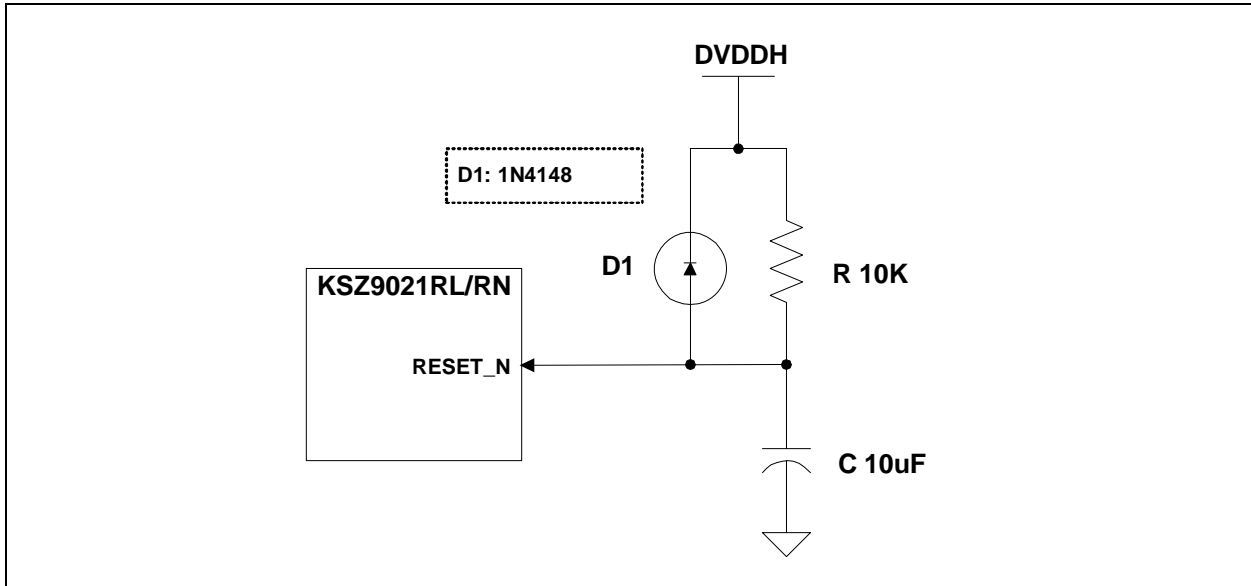 DVDDH
D1: 1N4148
D1
R 10K
KSZ9021RL/RN
RESET_N
C 10uF